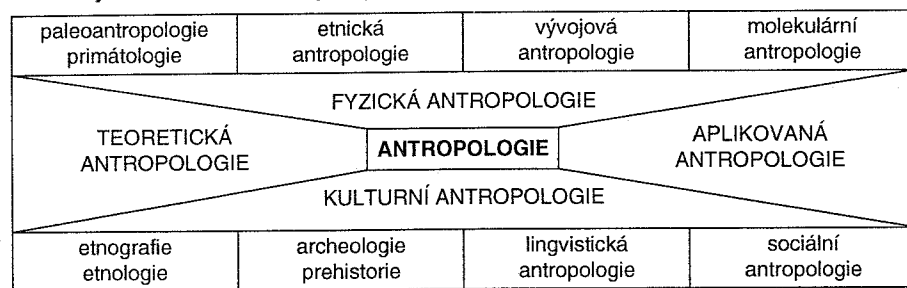 paleoantropologie
primátologie
etnická
antropologie
vývojová
antropologie
molekulární
antropologie
FYZICKÁ ANTROPOLOGIE
TEORETICKÁ
ANTROPOLOGIE
ANTROPOLOGIE
APLIKOVANÁ
ANTROPOLOGIE
KULTURNÍ ANTROPOLOGIE
etnografie
etnologie
archeologie
prehistorie
lingvistická
antropologie
sociální
antropologie